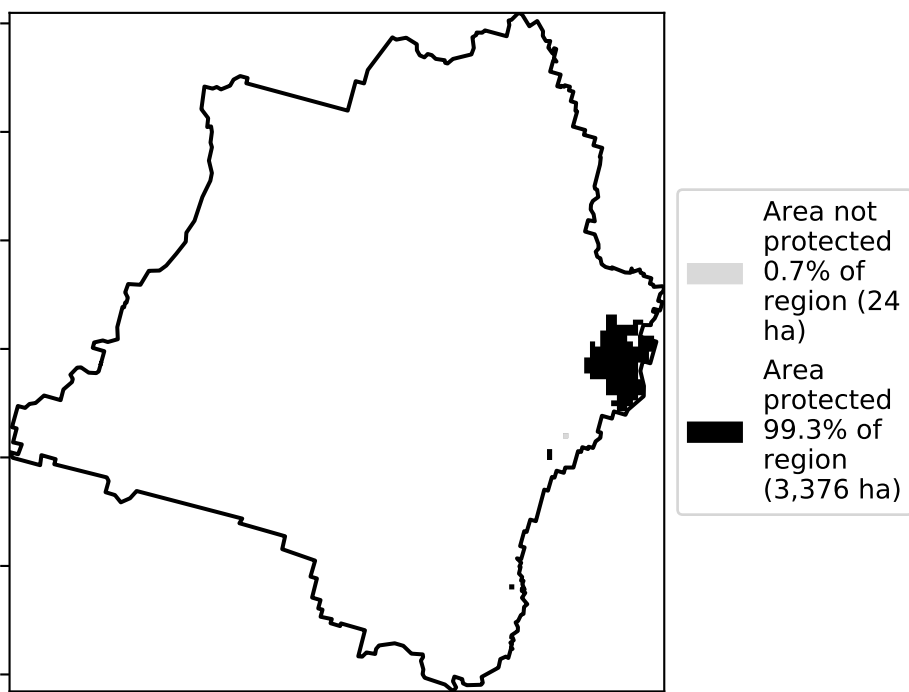 Area not
protected
0.7% of
region (24
ha)
Area
protected
99.3% of
region
(3,376 ha)